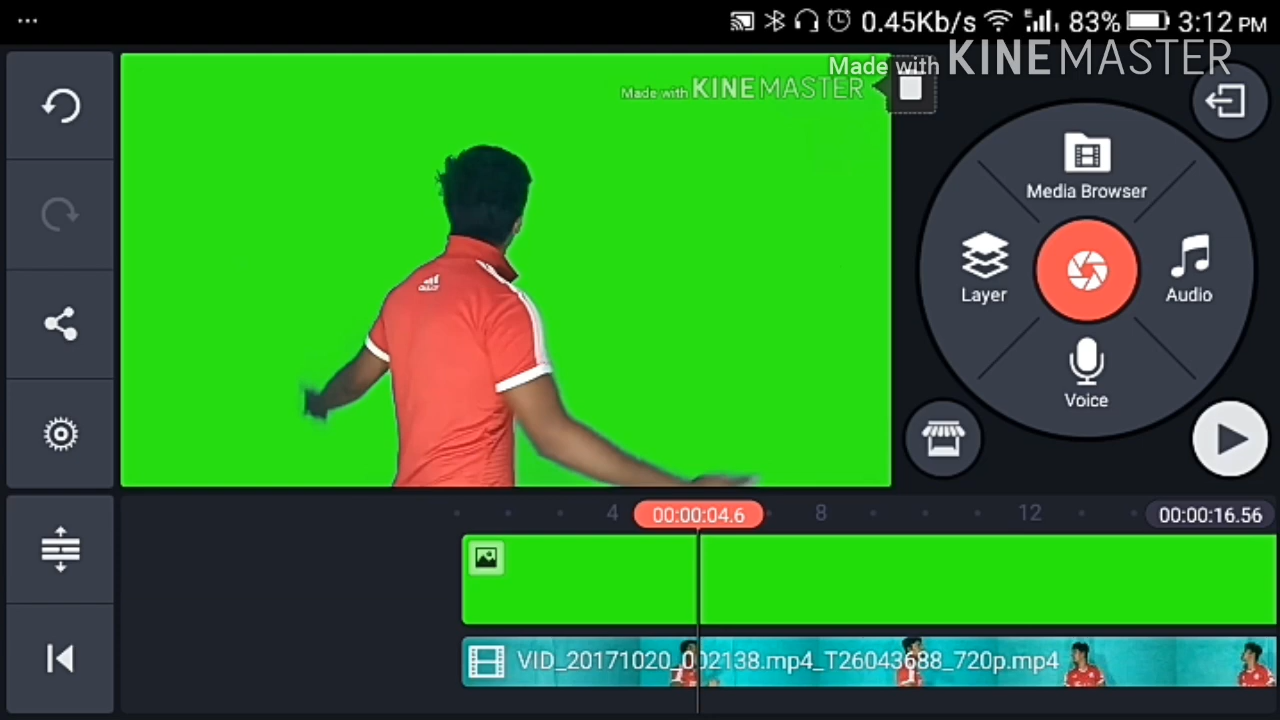 0.45Kb/s 83% 3:12 PM
Made with KINEMASTER
Made with KINEMASTER
Media Browser
Layer
Audio
Voice
4
00:00:04.6
8
12
00:00:16.56
VID_20171020_002138.mp4_T26043688_720p.mp4